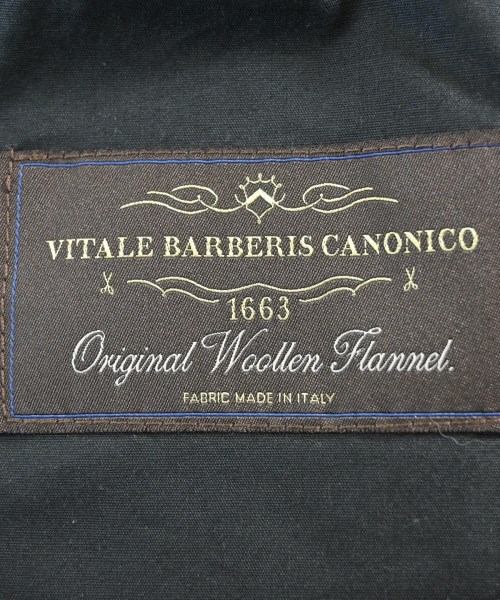 VITALE BARBERIS CANONICO
1663
Original Woollen Flannel.
FABRIC MADE IN ITALY